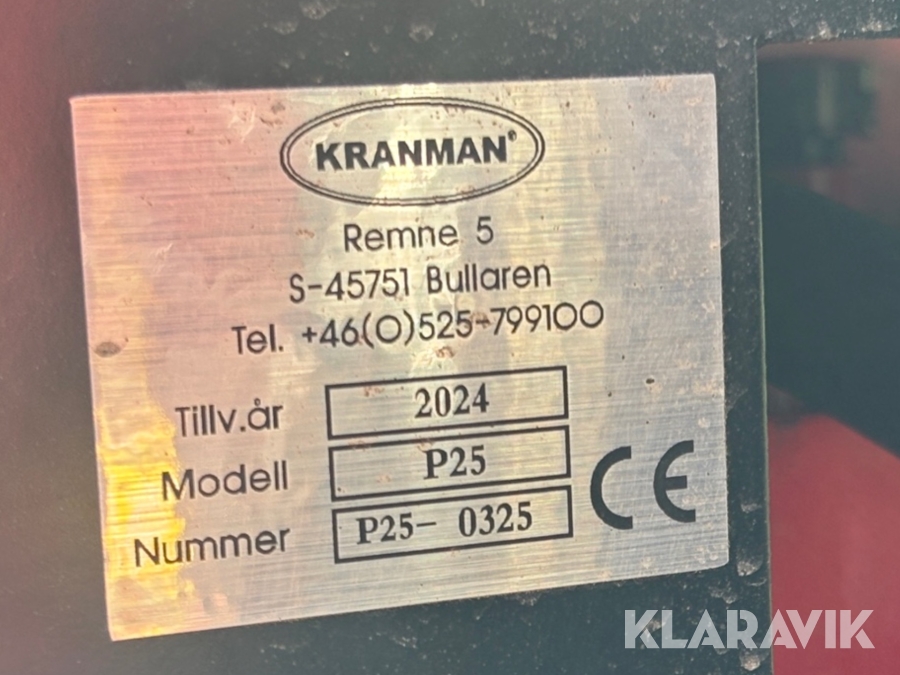 KRANMAN®
Remne 5
S-45751 Bullaren
Tel. +46(0)525-799100
Tillv.år 2024
Modell P25
Nummer P25- 0325
CE
KLARAVIK